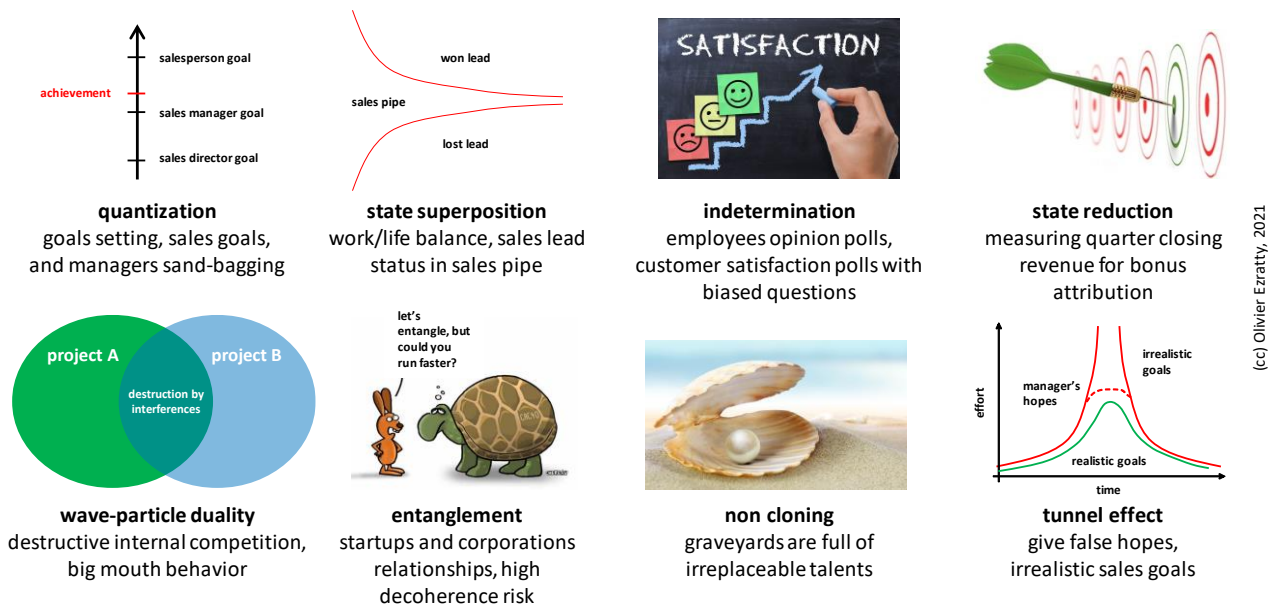 salesperson goal
achievement
sales manager goal
sales director goal
quantization
goals setting, sales goals,
and managers sand-bagging
won lead
sales pipe
lost lead
state superposition
work/life balance, sales lead
status in sales pipe
SATISFACTION
indetermination
employees opinion polls,
customer satisfaction polls with
biased questions
state reduction
measuring quarter closing
revenue for bonus
attribution
(cc) Olivier Ezratty, 2021
project A
project B
destruction by
interferences
wave-particle duality
destructive internal competition,
big mouth behavior
let's
entangle, but
could you
run faster?
entanglement
startups and corporations
relationships, high
decoherence risk
non cloning
graveyards are full of
irreplaceable talents
effort
irrealistic
goals
manager's
hopes
realistic goals
time
tunnel effect
give false hopes,
irrealistic sales goals